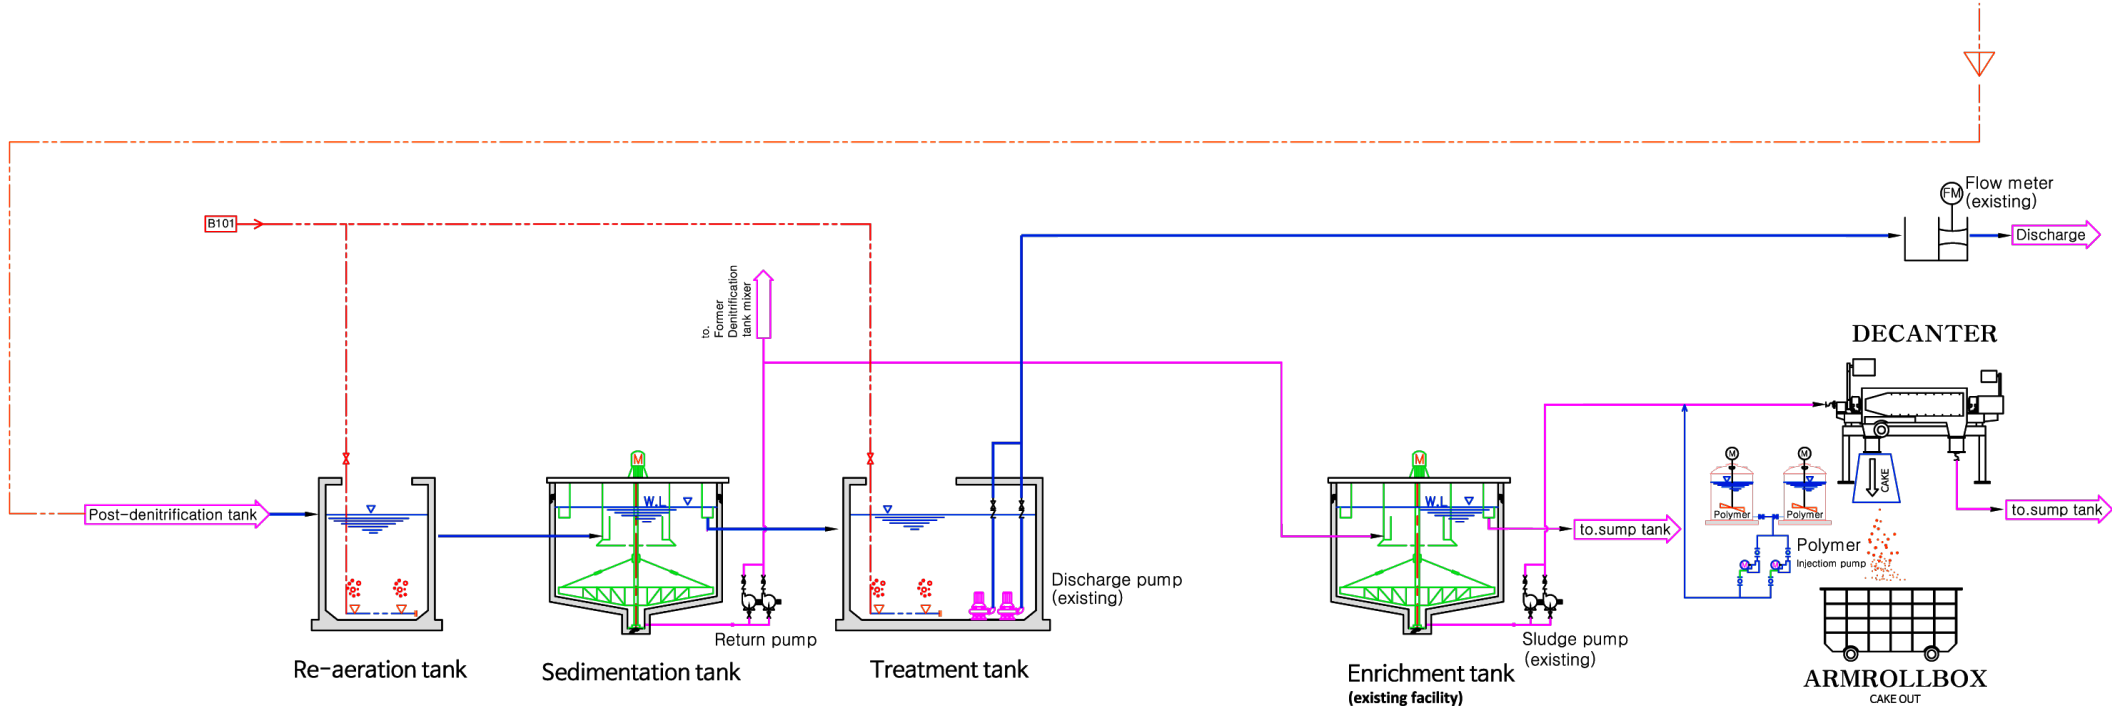 B101
FM
Flow meter
(existing)
Discharge
to.
Former
Denitrification
tank mixer
DECANTER
M
W.L
M
W.L
M
M
CAKE
Post-denitrification tank
Polymer
Polymer
to.sump tank
to.sump tank
Polymer
Injectiom pump
M
M
Discharge pump
(existing)
Return pump
Sludge pump
(existing)
Re-aeration tank
Sedimentation tank
Treatment tank
Enrichment tank
(existing facility)
ARMROLLBOX
CAKE OUT